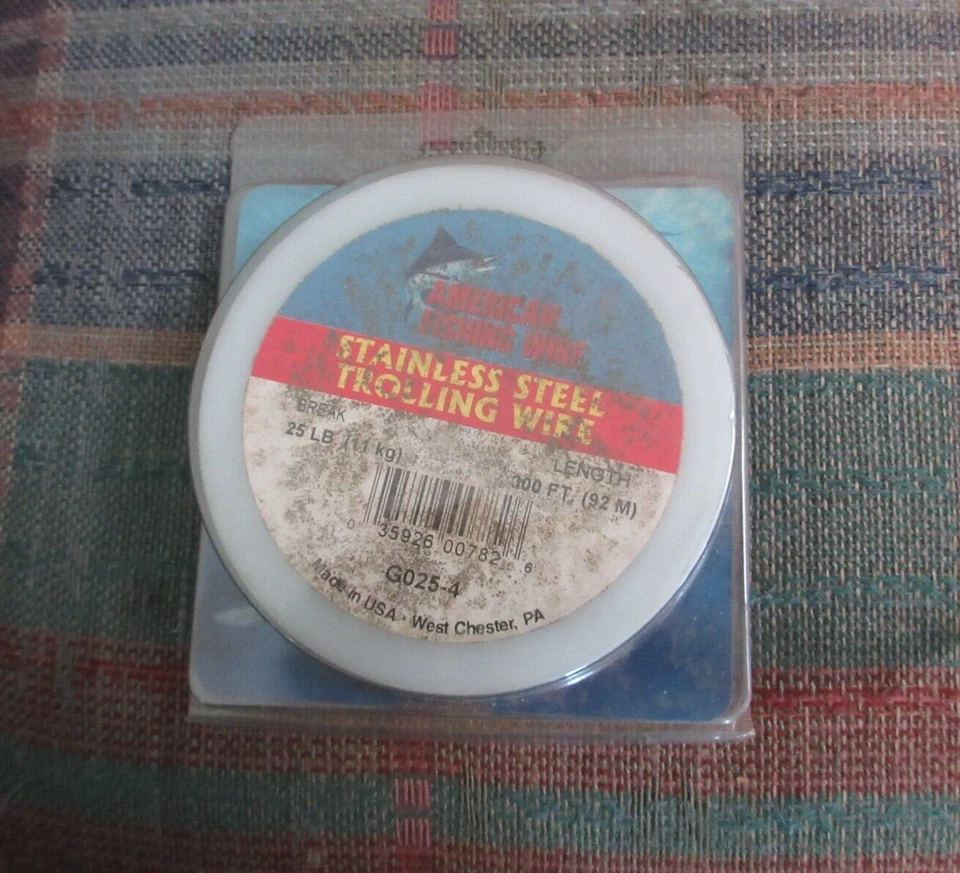 AMERICAN
FISHING WIRE
STAINLESS STEEL
TROLLING WIRE
BREAK
25 LB. (11 kg)
LENGTH
300 FT. (92 M)
0 35926 00782 6
G025-4
Made in USA · West Chester, PA